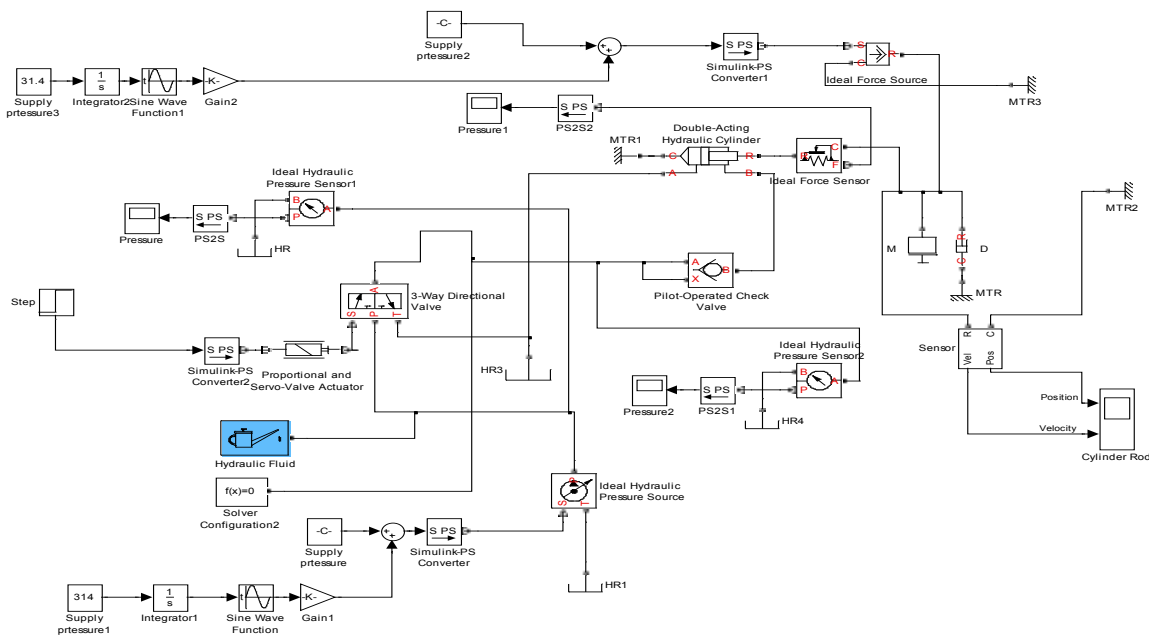 -C-
Supply
prtessure2
S PS
Simulink-PS
Converter1
S
C
R
Ideal Force Source
MTR3
31.4
Supply
prtessure3
1
s
Integrator2
t
Sine Wave
Function1
-K-
Gain2
Pressure1
S PS
PS2S2
Double-Acting
Hydraulic Cylinder
MTR1
C
R
A
B
R
C
F
Ideal Force Sensor
MTR2
Ideal Hydraulic
Pressure Sensor1
B
P
A
Pressure
S PS
PS2S
HR
M
R
C
D
MTR
A
X
B
Pilot-Operated Check
Valve
Step
A
S
P
T
3-Way Directional
Valve
S PS
Simulink-PS
Converter2
Proportional and
Servo-Valve Actuator
HR3
Ideal Hydraulic
Pressure Sensor2
B
P
A
Pressure2
S PS
PS2S1
HR4
Sensor
R
C
Vel
Pos
Position
Velocity
Cylinder Rod
Hydraulic Fluid
f(x)=0
Solver
Configuration2
P
S
T
Ideal Hydraulic
Pressure Source
-C-
Supply
prtessure
S PS
Simulink-PS
Converter
HR1
314
Supply
prtessure1
1
s
Integrator1
t
Sine Wave
Function
-K-
Gain1